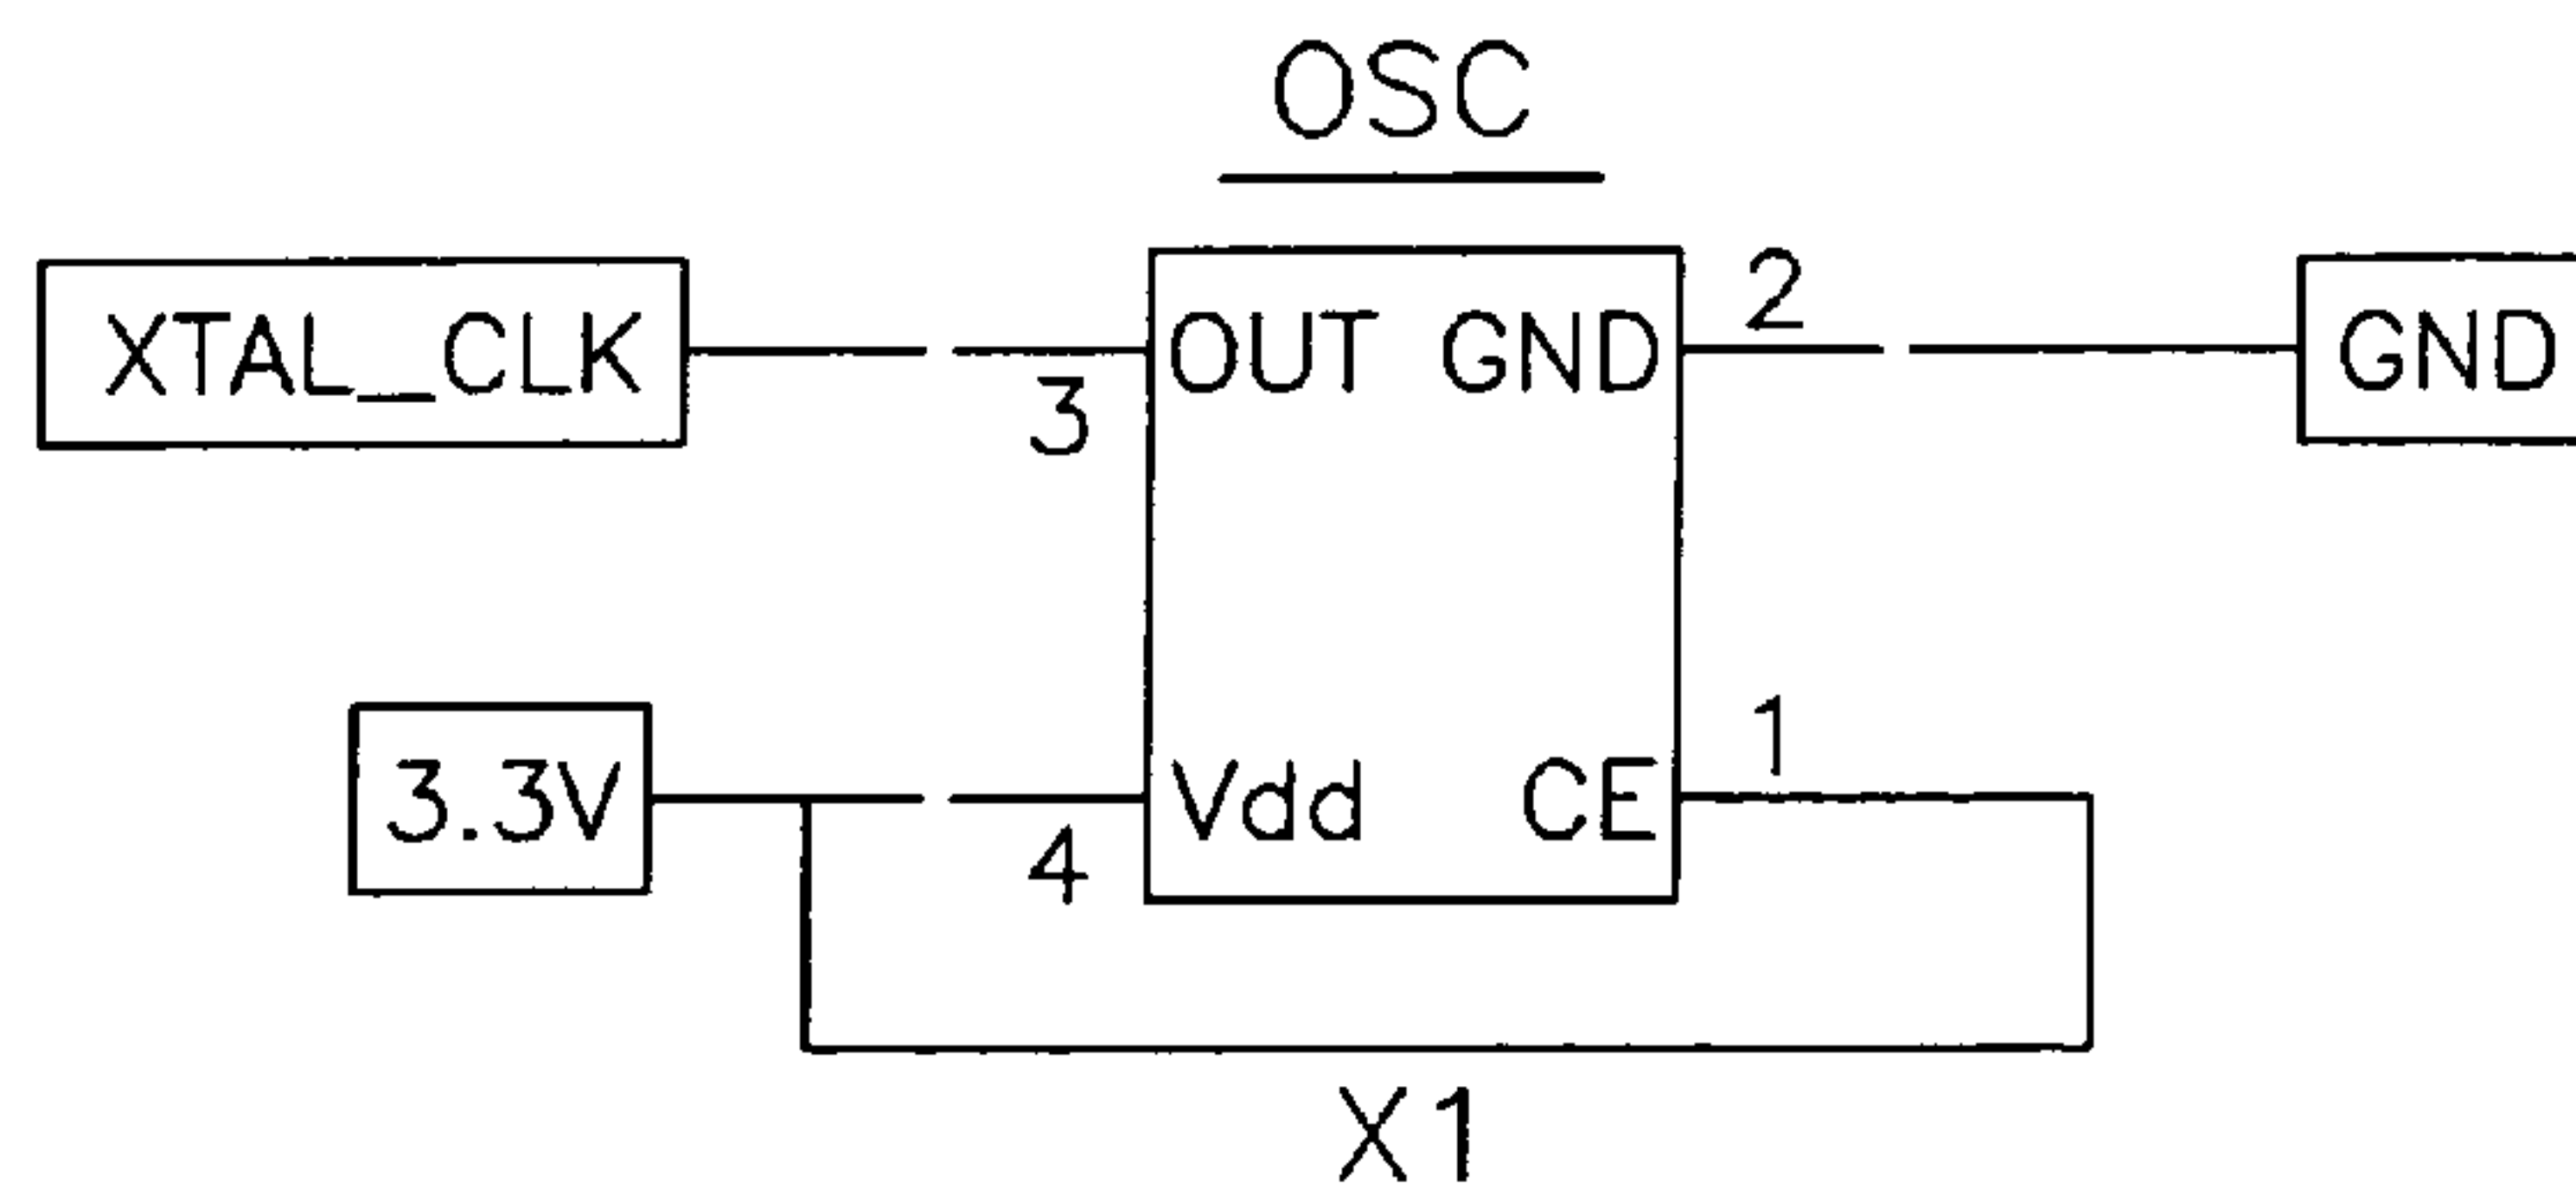 OSC
XTAL_CLK
3
OUT GND
2
GND
3.3V
4
Vdd CE
1
X1